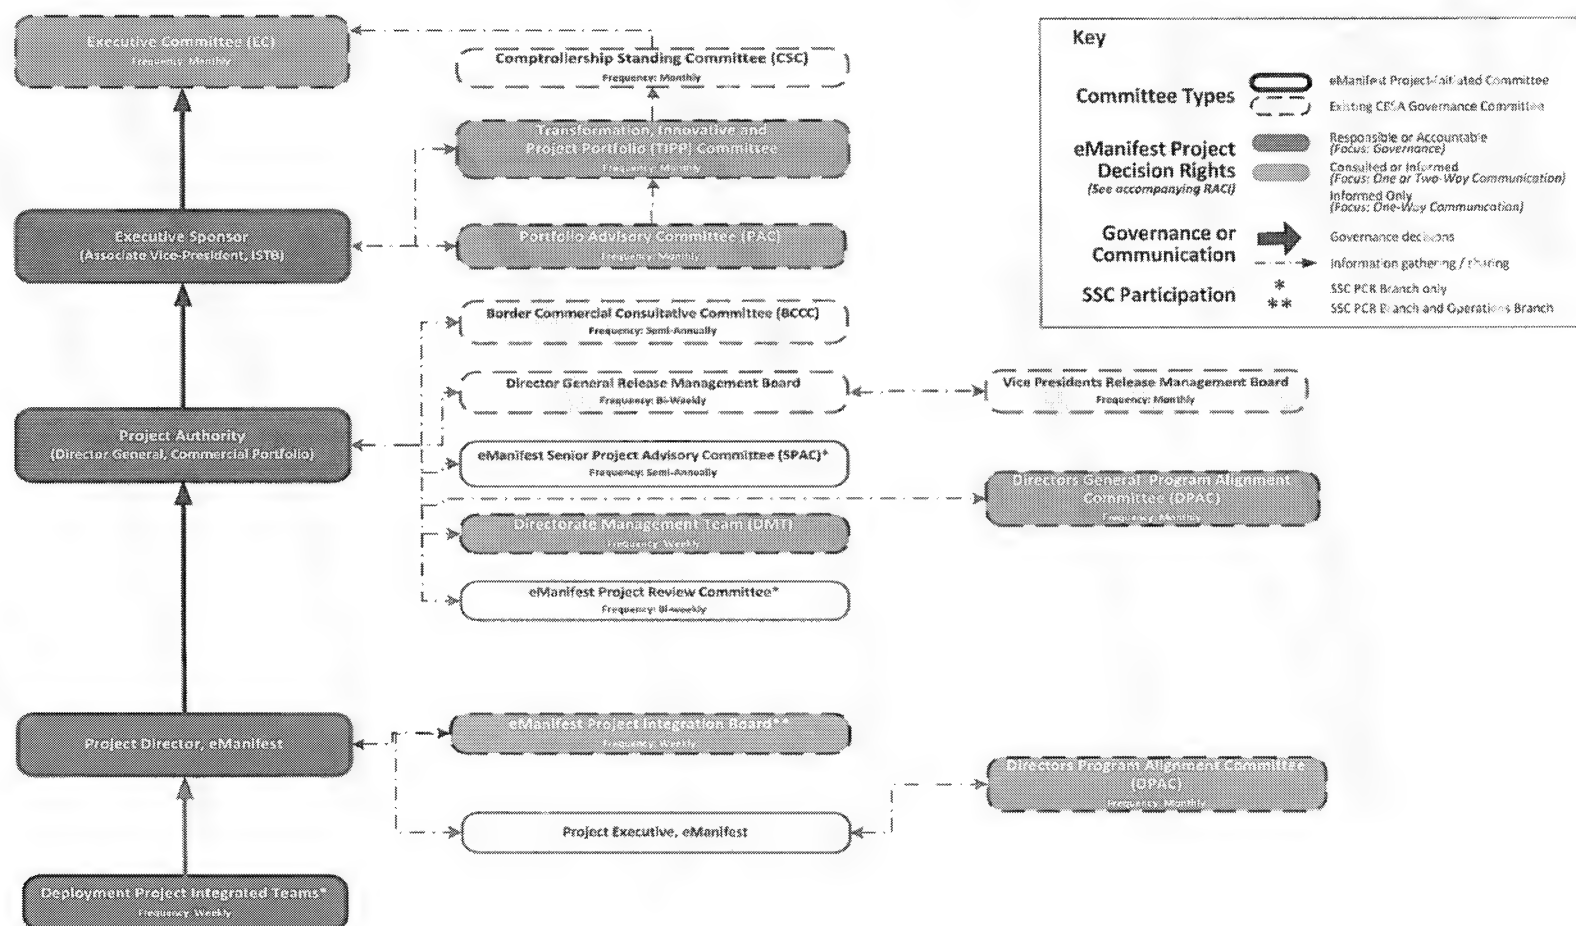 Executive Committee (EC)
Frequency: Monthly
Comptrollership Standing Committee (CSC)
Frequency: Monthly
Transformation, Innovative and
Project Portfolio (TIPP) Committee
Frequency: Monthly
Executive Sponsor
(Associate Vice-President, ISTB)
Portfolio Advisory Committee (PAC)
Frequency: Monthly
Border Commercial Consultative Committee (BCCC)
Frequency: Semi-Annually
Director General Release Management Board
Frequency: Bi-Weekly
Vice Presidents Release Management Board
Frequency: Monthly
Project Authority
(Director General, Commercial Portfolio)
eManifest Senior Project Advisory Committee (SPAC)*
Frequency: Semi-Annually
Directors General Program Alignment
Committee (DPAC)
Frequency: Monthly
Directorate Management Team (DMT)
Frequency: Weekly
eManifest Project Review Committee*
Frequency: Bi-weekly
Project Director, eManifest
eManifest Project Integration Board**
Frequency: Weekly
Directors Program Alignment Committee
(DPAC)
Frequency: Monthly
Project Executive, eManifest
Deployment Project Integrated Teams*
Frequency: Weekly
Key
Committee Types
eManifest Project-Initiated Committee
Existing CBSA Governance Committee
eManifest Project
Decision Rights
(See accompanying RACI)
Responsible or Accountable
(Focus: Governance)
Consulted or Informed
(Focus: One or Two-Way Communication)
Informed Only
(Focus: One-Way Communication)
Governance or
Communication
Governance decisions
Information gathering / sharing
SSC Participation
*
SSC PCR Branch only
**
SSC PCR Branch and Operations Branch